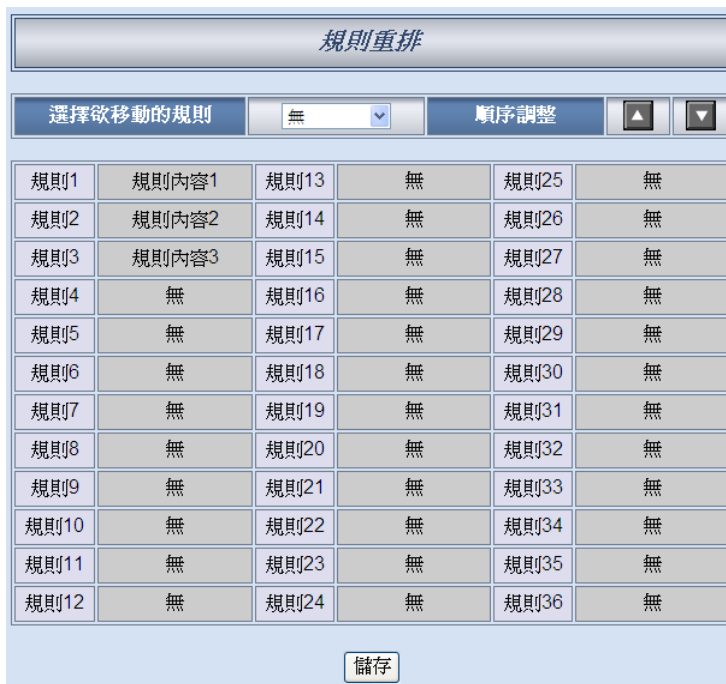 規則重排
選擇欲移動的規則 無 順序調整
規則1 規則內容1 規則13 無 規則25 無
規則2 規則內容2 規則14 無 規則26 無
規則3 規則內容3 規則15 無 規則27 無
規則4 無 規則16 無 規則28 無
規則5 無 規則17 無 規則29 無
規則6 無 規則18 無 規則30 無
規則7 無 規則19 無 規則31 無
規則8 無 規則20 無 規則32 無
規則9 無 規則21 無 規則33 無
規則10 無 規則22 無 規則34 無
規則11 無 規則23 無 規則35 無
規則12 無 規則24 無 規則36 無
儲存